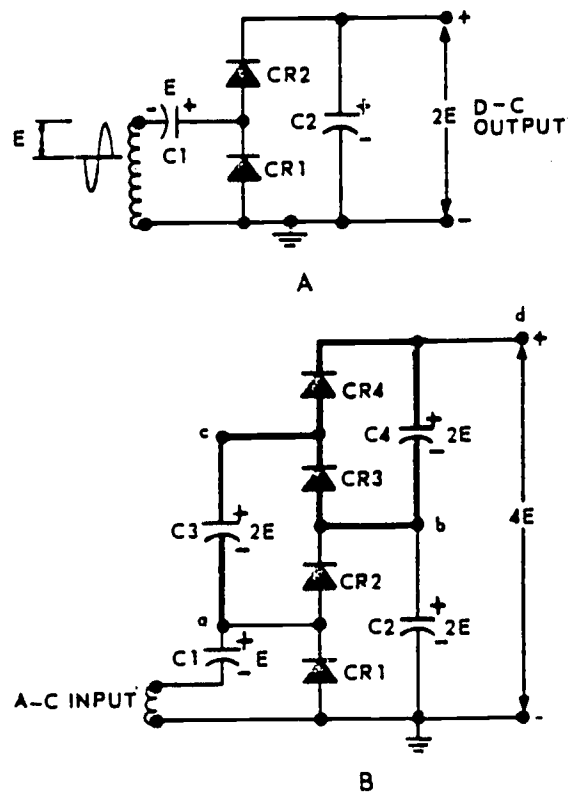 +
CR2
E
- +
C1
E
C2
+
-
2E
D-C
OUTPUT
CR1
-
A
d
+
CR4
C4
+
-
2E
c
CR3
C3
+
-
2E
b
4E
CR2
a
C1
+
-
E
C2
+
-
2E
CR1
A-C INPUT
-
B